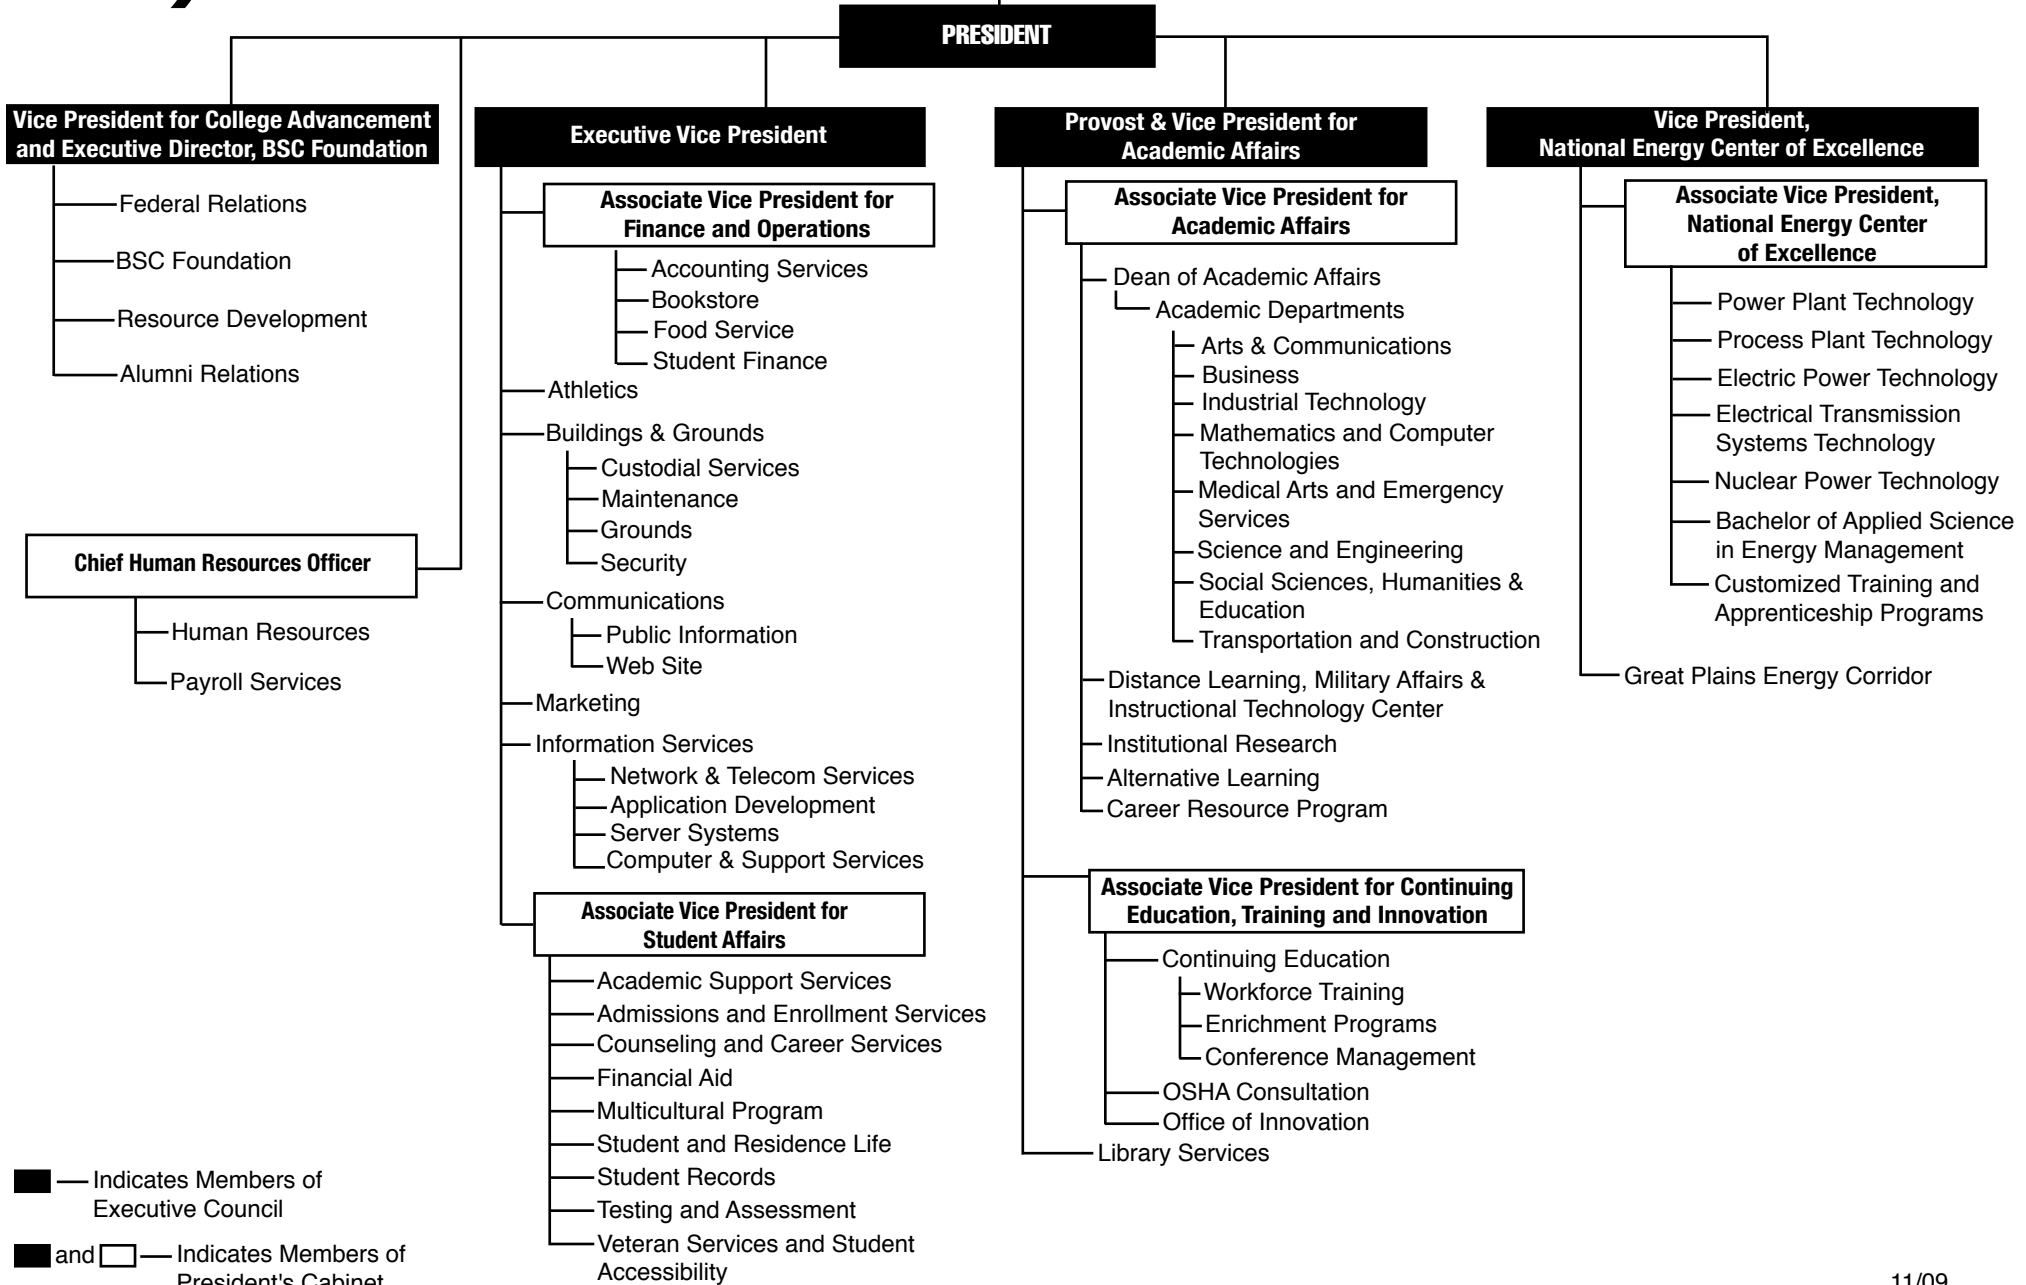 PRESIDENT
Vice President for College Advancement
and Executive Director, BSC Foundation
Federal Relations
BSC Foundation
Resource Development
Alumni Relations
Chief Human Resources Officer
Human Resources
Payroll Services
Executive Vice President
Associate Vice President for
Finance and Operations
Accounting Services
Bookstore
Food Service
Student Finance
Athletics
Buildings & Grounds
Custodial Services
Maintenance
Grounds
Security
Communications
Public Information
Web Site
Marketing
Information Services
Network & Telecom Services
Application Development
Server Systems
Computer & Support Services
Associate Vice President for
Student Affairs
Academic Support Services
Admissions and Enrollment Services
Counseling and Career Services
Financial Aid
Multicultural Program
Student and Residence Life
Student Records
Testing and Assessment
Veteran Services and Student
Accessibility
Provost & Vice President for
Academic Affairs
Associate Vice President for
Academic Affairs
Dean of Academic Affairs
Academic Departments
Arts & Communications
Business
Industrial Technology
Mathematics and Computer
Technologies
Medical Arts and Emergency
Services
Science and Engineering
Social Sciences, Humanities &
Education
Transportation and Construction
Distance Learning, Military Affairs &
Instructional Technology Center
Institutional Research
Alternative Learning
Career Resource Program
Associate Vice President for Continuing
Education, Training and Innovation
Continuing Education
Workforce Training
Enrichment Programs
Conference Management
OSHA Consultation
Office of Innovation
Library Services
Vice President,
National Energy Center of Excellence
Associate Vice President,
National Energy Center
of Excellence
Power Plant Technology
Process Plant Technology
Electric Power Technology
Electrical Transmission
Systems Technology
Nuclear Power Technology
Bachelor of Applied Science
in Energy Management
Customized Training and
Apprenticeship Programs
Great Plains Energy Corridor
Indicates Members of
Executive Council
and
Indicates Members of
President's Cabinet
11/09